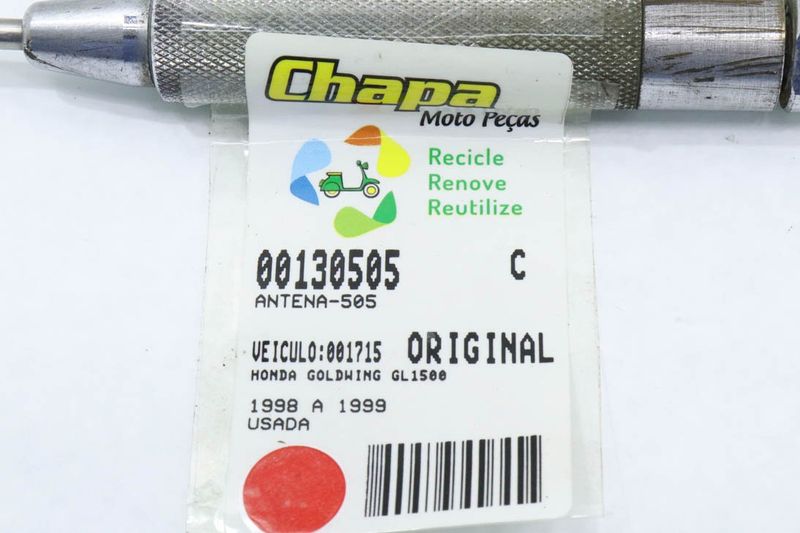 Chapa
Moto Peças
Recicle
Renove
Reutilize
00130505 C
ANTENA-505
VEICULO:001715 ORIGINAL
HONDA GOLDWING GL1500
1998 A 1999
USADA